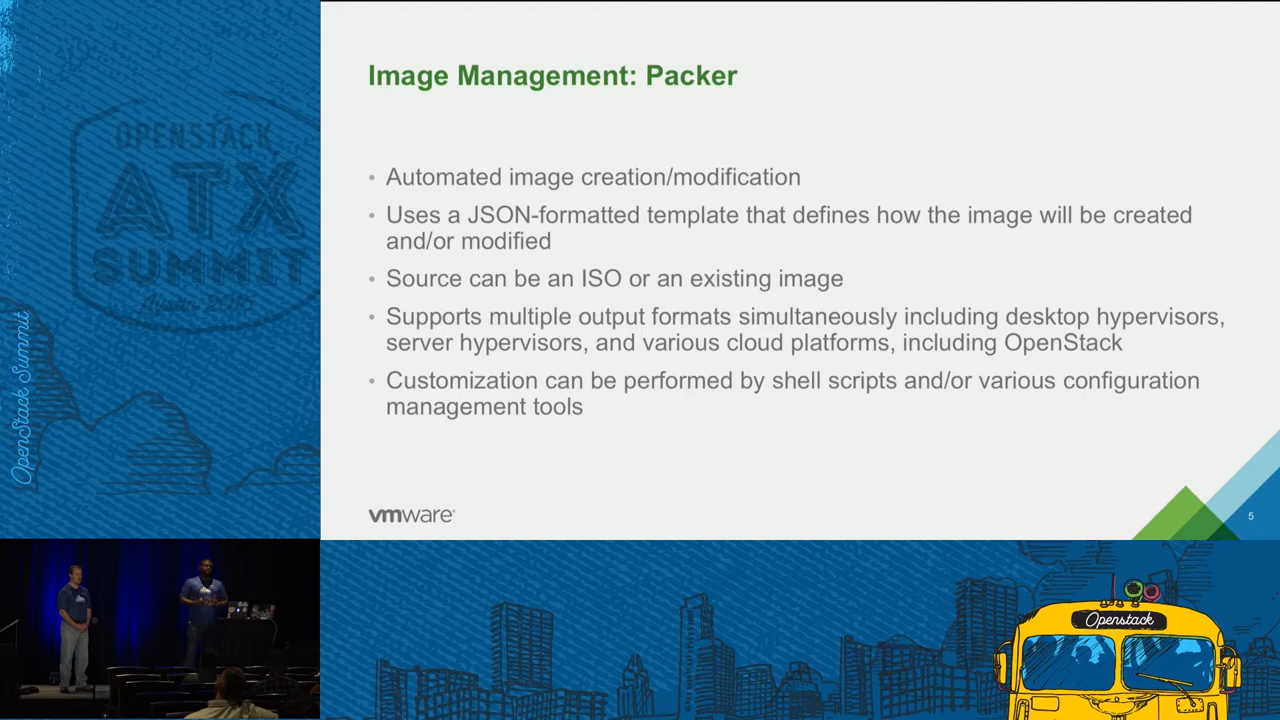 OPENSTACK
ATX
SUMMIT
OpenStack Summit
Image Management: Packer
• Automated image creation/modification
• Uses a JSON-formatted template that defines how the image will be created
and/or modified
• Source can be an ISO or an existing image
• Supports multiple output formats simultaneously including desktop hypervisors,
server hypervisors, and various cloud platforms, including OpenStack
• Customization can be performed by shell scripts and/or various configuration
management tools
vmware
5
Openstack